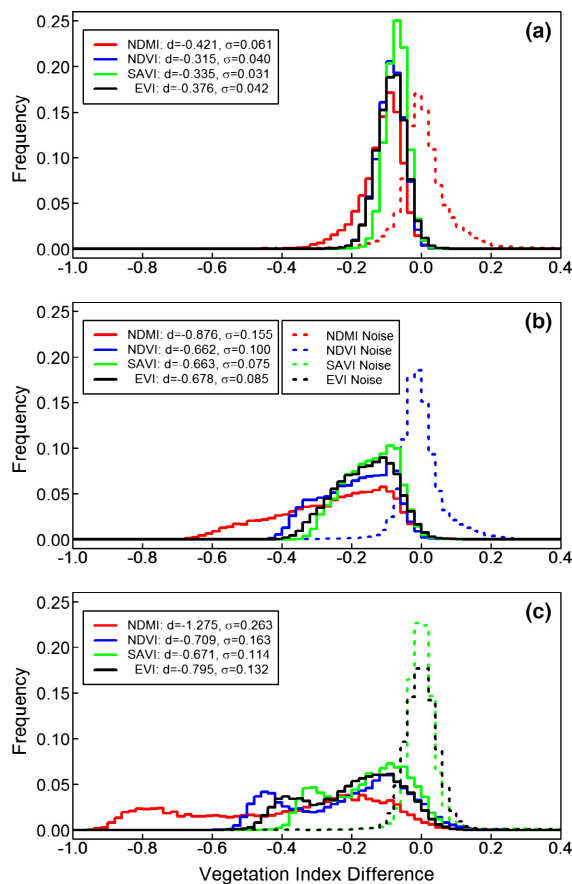 0.25
0.20
0.15
0.10
0.05
0.00
Frequency
(a)
NDMI: d=-0.421, σ=0.061
NDVI: d=-0.315, σ=0.040
SAVI: d=-0.335, σ=0.031
EVI: d=-0.376, σ=0.042
-1.0 -0.8 -0.6 -0.4 -0.2 0.0 0.2 0.4
0.25
0.20
0.15
0.10
0.05
0.00
Frequency
(b)
NDMI: d=-0.876, σ=0.155
NDVI: d=-0.662, σ=0.100
SAVI: d=-0.663, σ=0.075
EVI: d=-0.678, σ=0.085
NDMI Noise
NDVI Noise
SAVI Noise
EVI Noise
-1.0 -0.8 -0.6 -0.4 -0.2 0.0 0.2 0.4
0.25
0.20
0.15
0.10
0.05
0.00
Frequency
(c)
NDMI: d=-1.275, σ=0.263
NDVI: d=-0.709, σ=0.163
SAVI: d=-0.671, σ=0.114
EVI: d=-0.795, σ=0.132
-1.0 -0.8 -0.6 -0.4 -0.2 0.0 0.2 0.4
Vegetation Index Difference